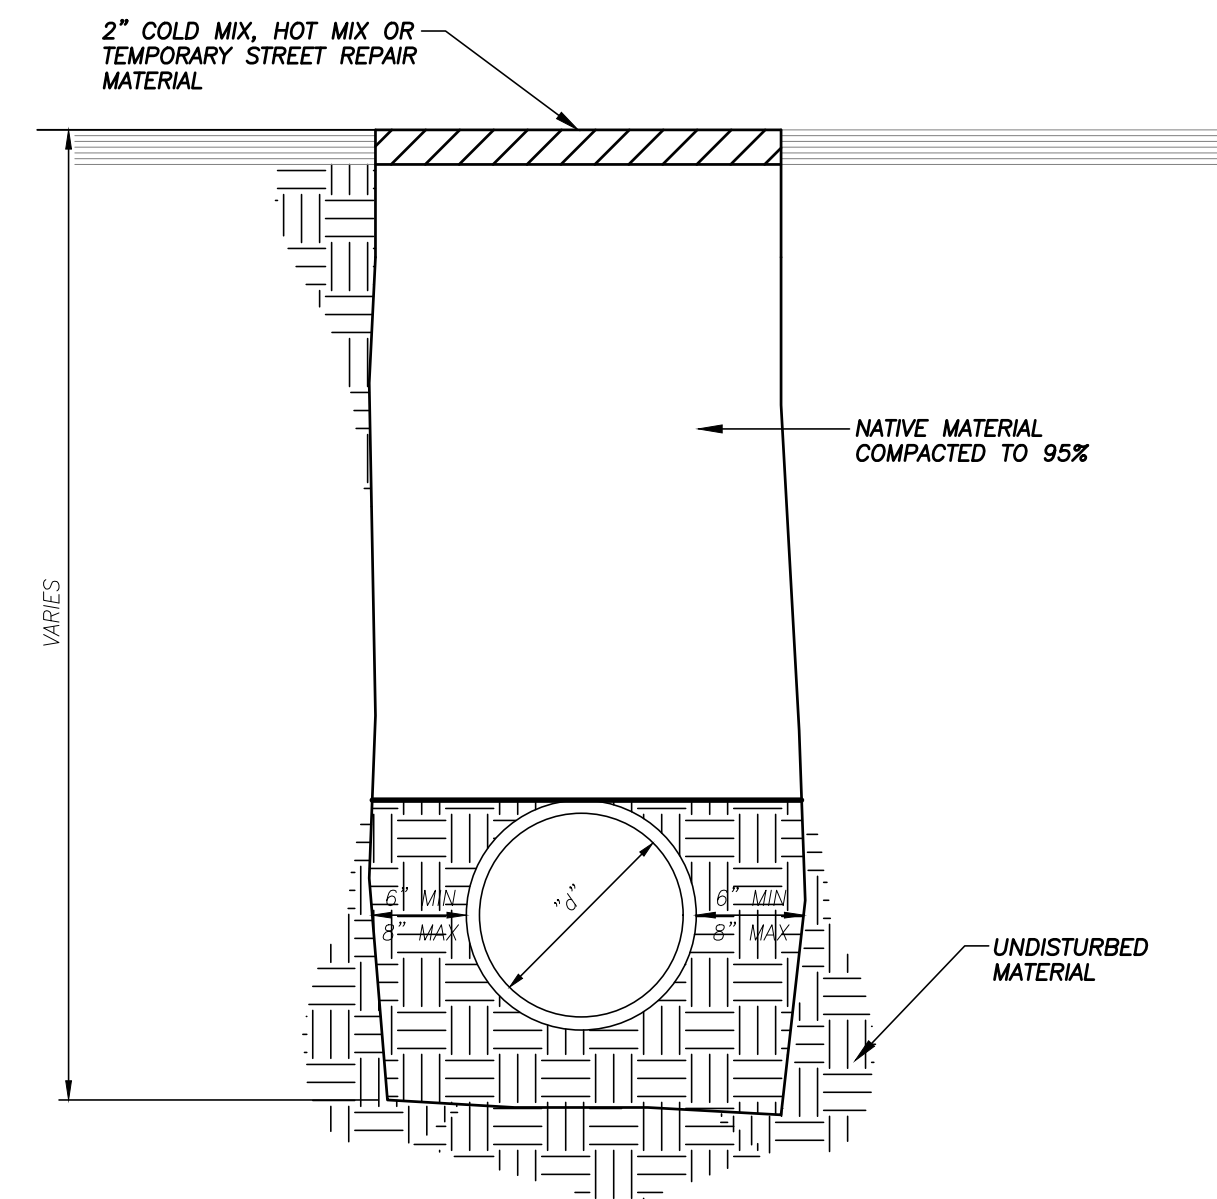 2” COLD MIX, HOT MIX OR
TEMPORARY STREET REPAIR
MATERIAL
NATIVE MATERIAL
COMPACTED TO 95%
VARIES
6” MIN
8” MAX
”d”
6” MIN
8” MAX
UNDISTURBED
MATERIAL